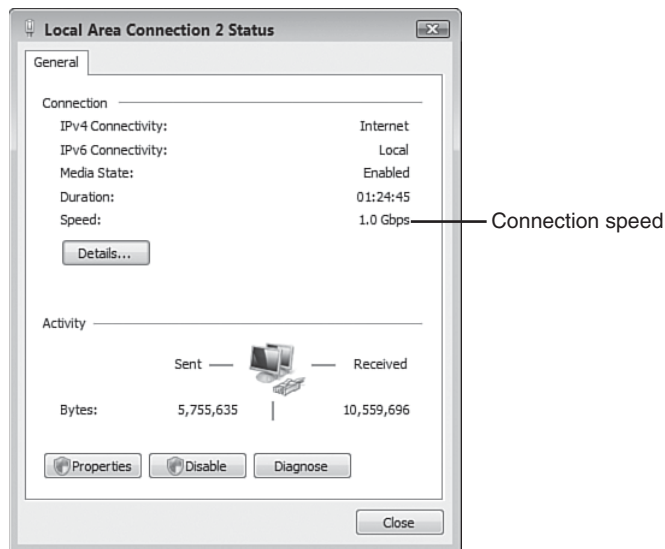 Local Area Connection 2 Status
General
Connection
IPv4 Connectivity: Internet
IPv6 Connectivity: Local
Media State: Enabled
Duration: 01:24:45
Speed: 1.0 Gbps
Connection speed
Details...
Activity
Sent Received
Bytes: 5,755,635 10,559,696
Properties Disable Diagnose
Close